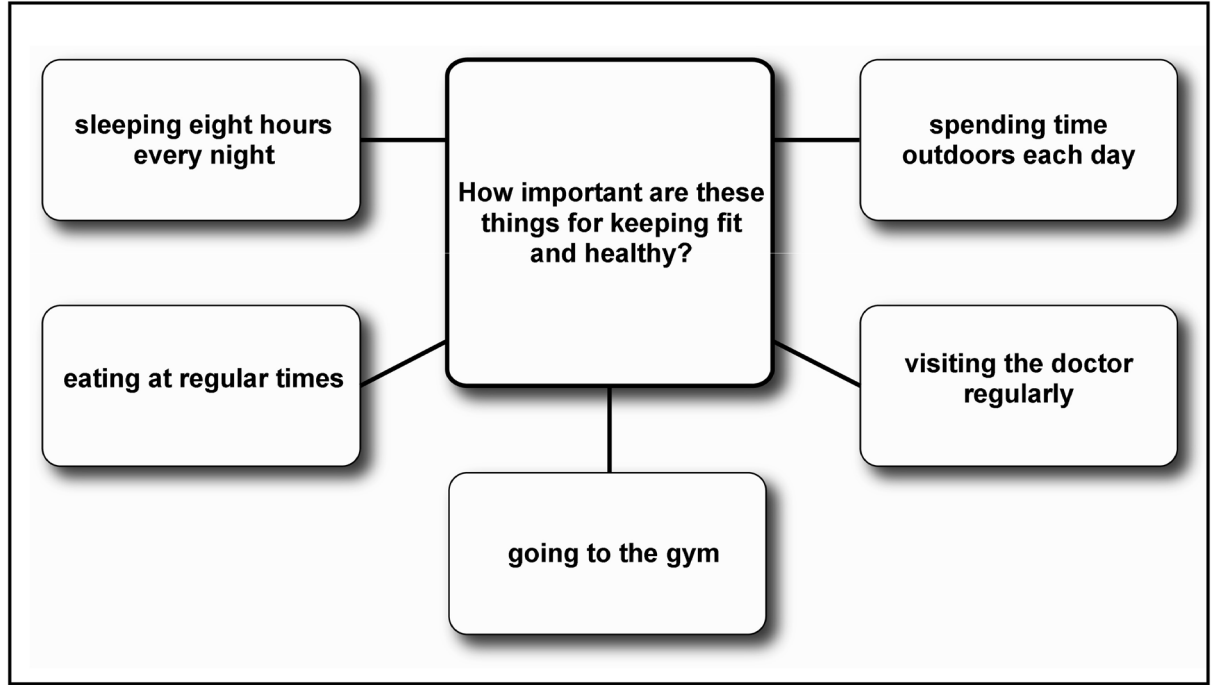 sleeping eight hours
every night
How important are these
things for keeping fit
and healthy?
spending time
outdoors each day
eating at regular times
visiting the doctor
regularly
going to the gym